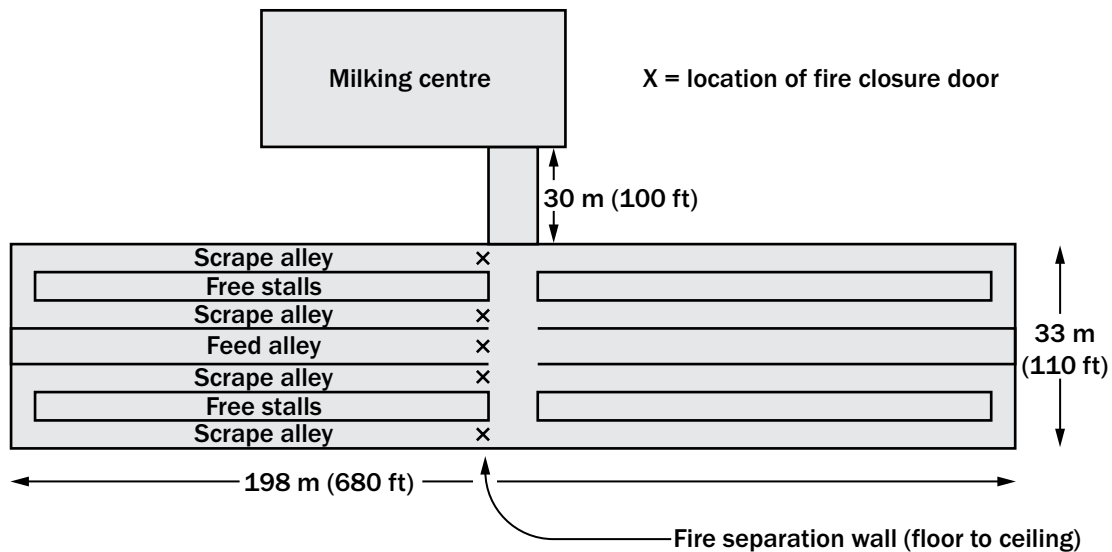 Milking centre
X = location of fire closure door
30 m (100 ft)
Scrape alley
×
Free stalls
Scrape alley
×
Feed alley
×
33 m
(110 ft)
Scrape alley
×
Free stalls
Scrape alley
×
198 m (680 ft)
Fire separation wall (floor to ceiling)